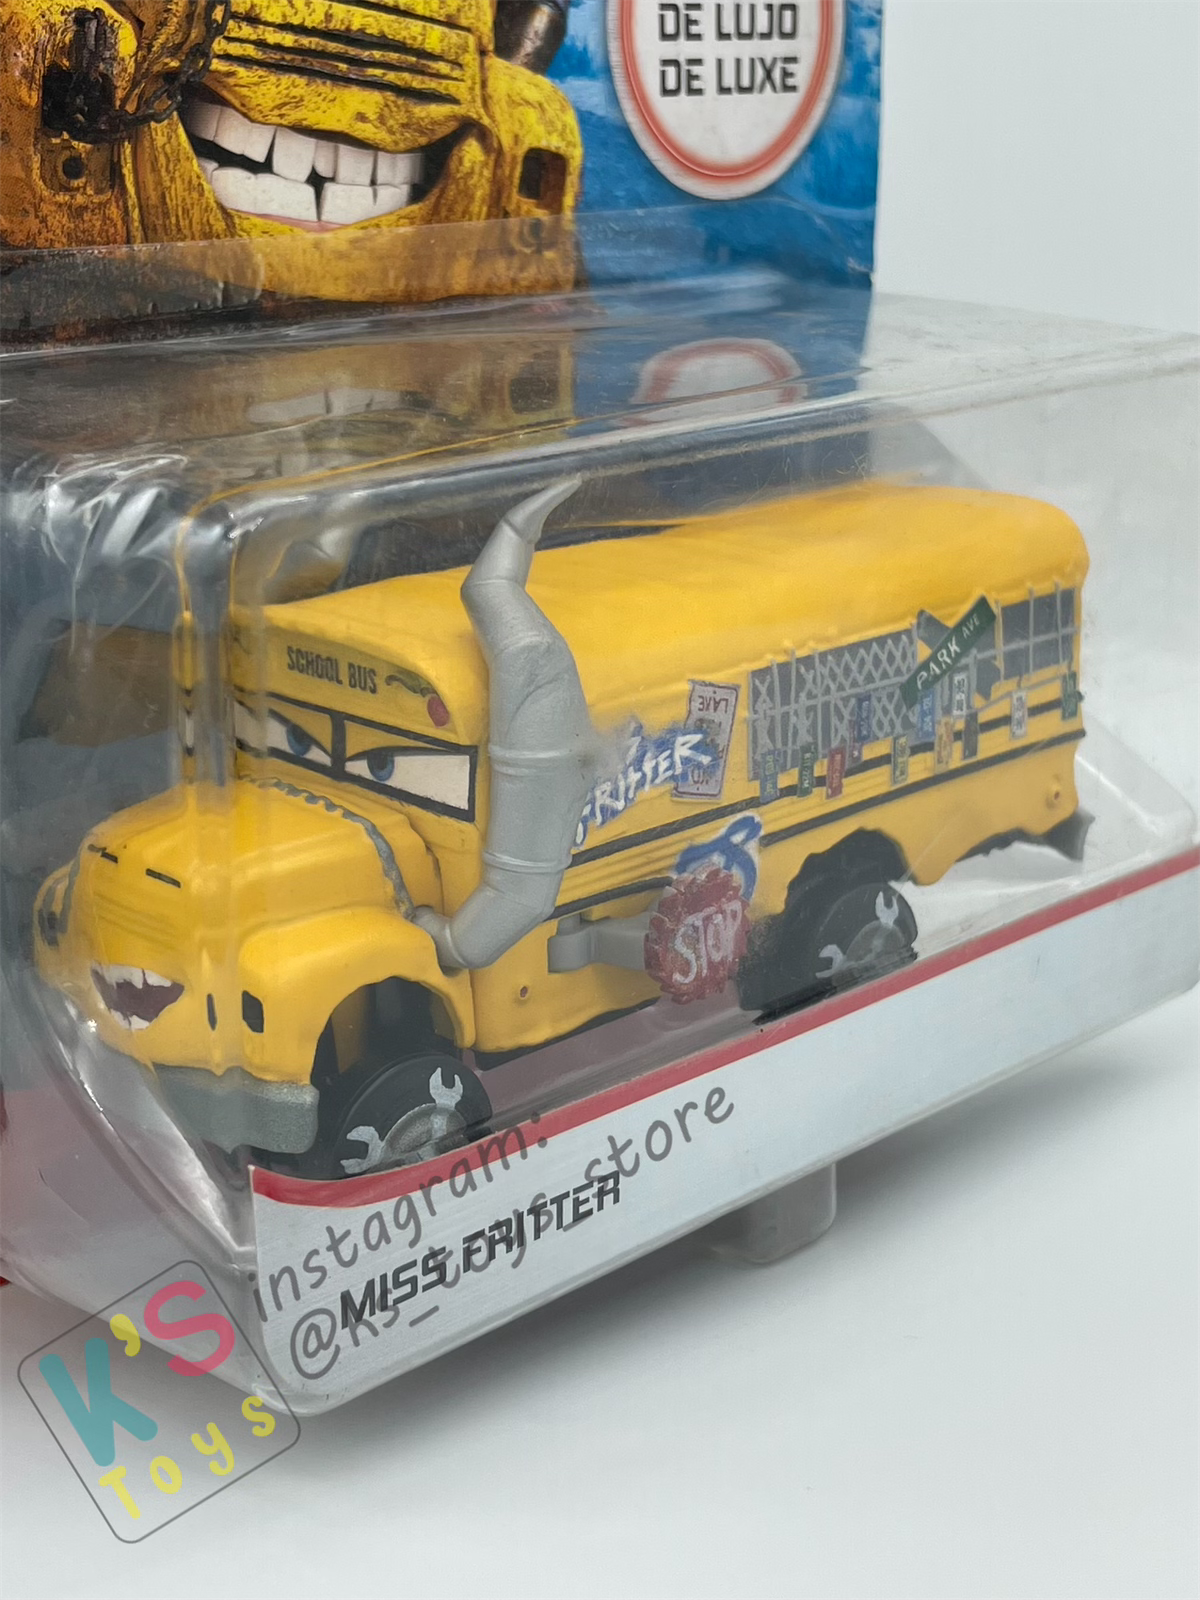 DE LUJO
DE LUXE
SCHOOL BUS
PARK AVE
FRITTER
STOP
MISS FRITTER
instagram:
@ks_toys_store
K'S
Toys